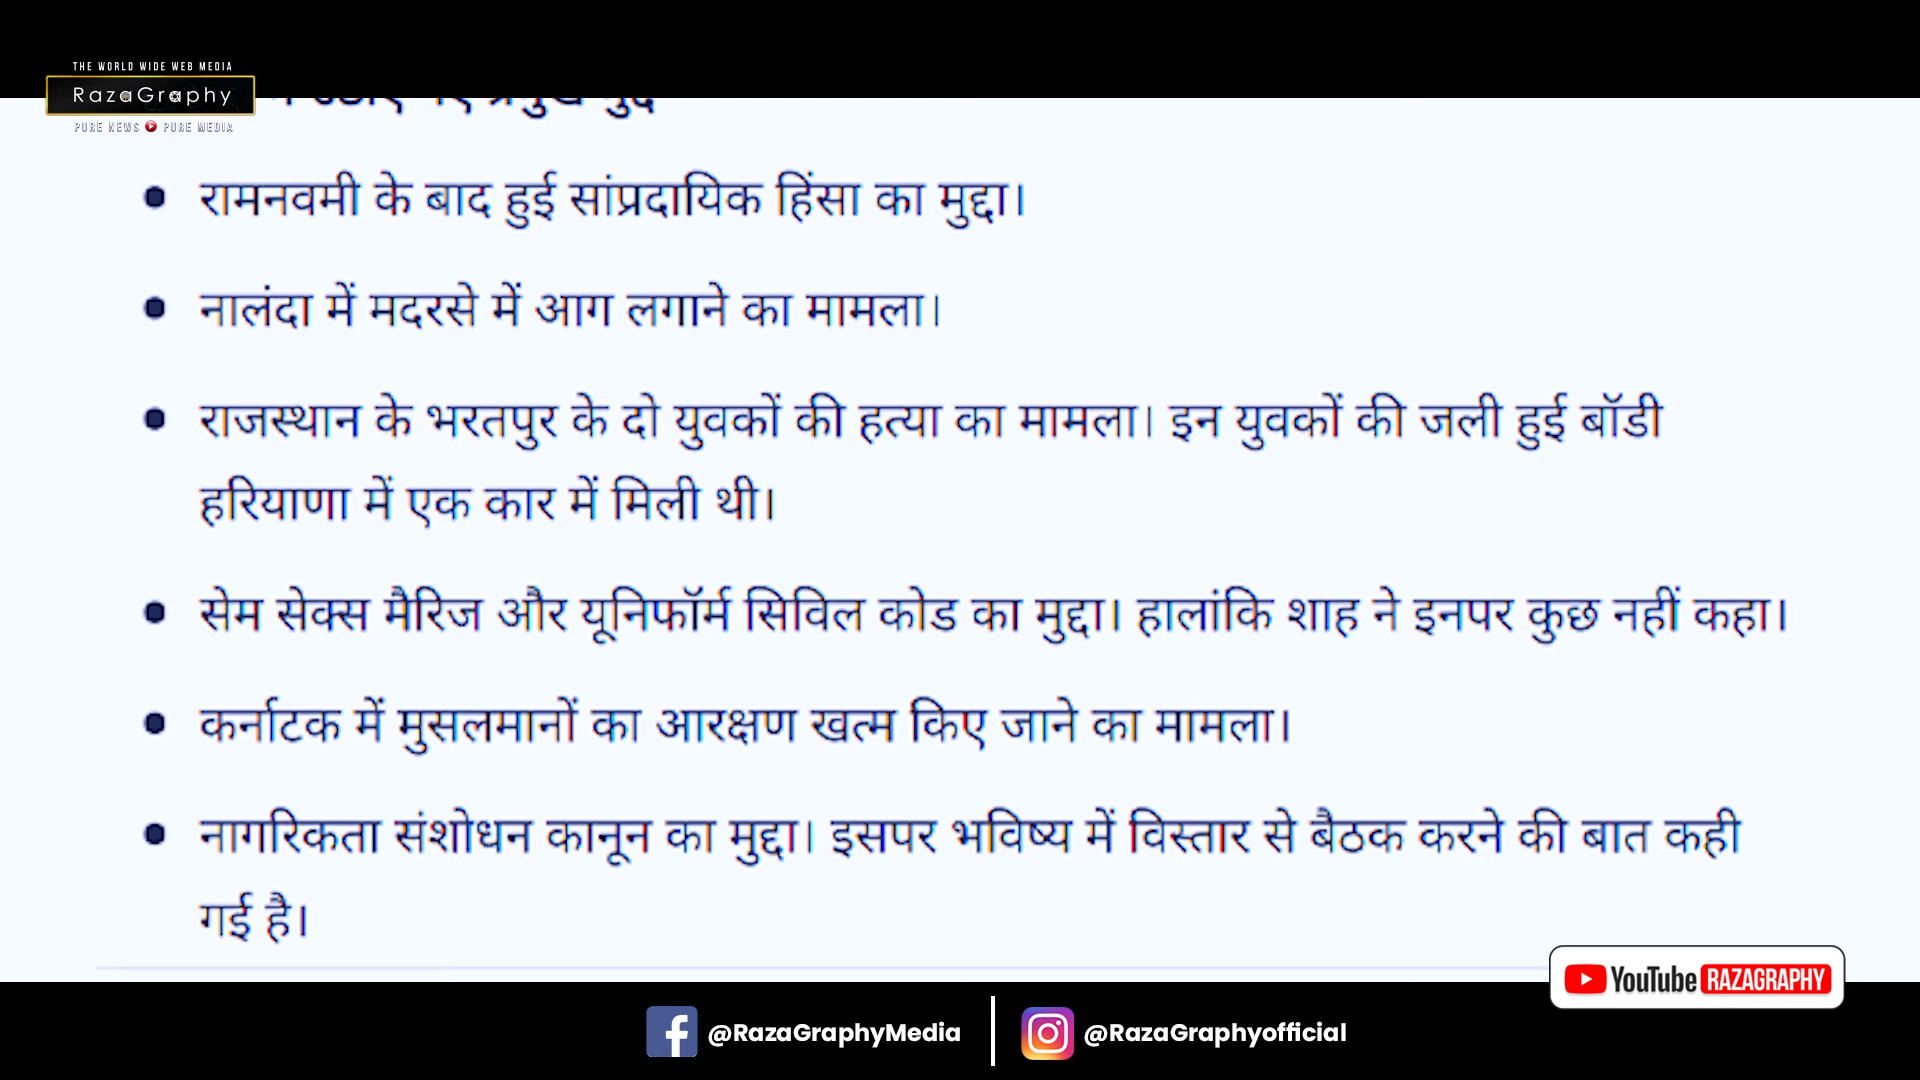 THE WORLD WIDE WEB MEDIA
RazaGraphy
PURE NEWS PURE MEDIA
प्रमुख मुद्दे
रामनवमी के बाद हुई सांप्रदायिक हिंसा का मुद्दा।
नालंदा में मदरसे में आग लगाने का मामला।
राजस्थान के भरतपुर के दो युवकों की हत्या का मामला। इन युवकों की जली हुई बॉडी
हरियाणा में एक कार में मिली थी।
सेम सेक्स मैरिज और यूनिफॉर्म सिविल कोड का मुद्दा। हालांकि शाह ने इनपर कुछ नहीं कहा।
कर्नाटक में मुसलमानों का आरक्षण खत्म किए जाने का मामला।
नागरिकता संशोधन कानून का मुद्दा। इसपर भविष्य में विस्तार से बैठक करने की बात कही
गई है।
YouTube RAZAGRAPHY
@RazaGraphyMedia
@RazaGraphyofficial